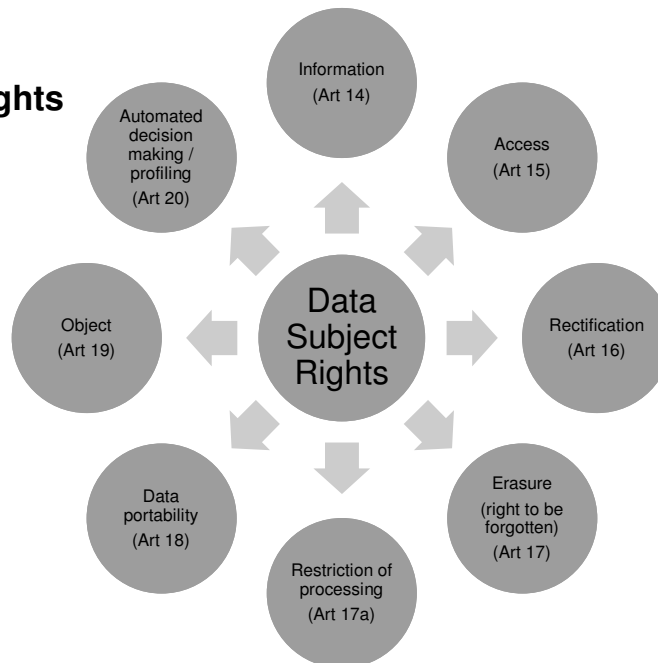 ghts
Information
(Art 14)
Access
(Art 15)
Rectification
(Art 16)
Erasure
(right to be
forgotten)
(Art 17)
Restriction of
processing
(Art 17a)
Data
portability
(Art 18)
Object
(Art 19)
Automated
decision
making /
profiling
(Art 20)
Data
Subject
Rights